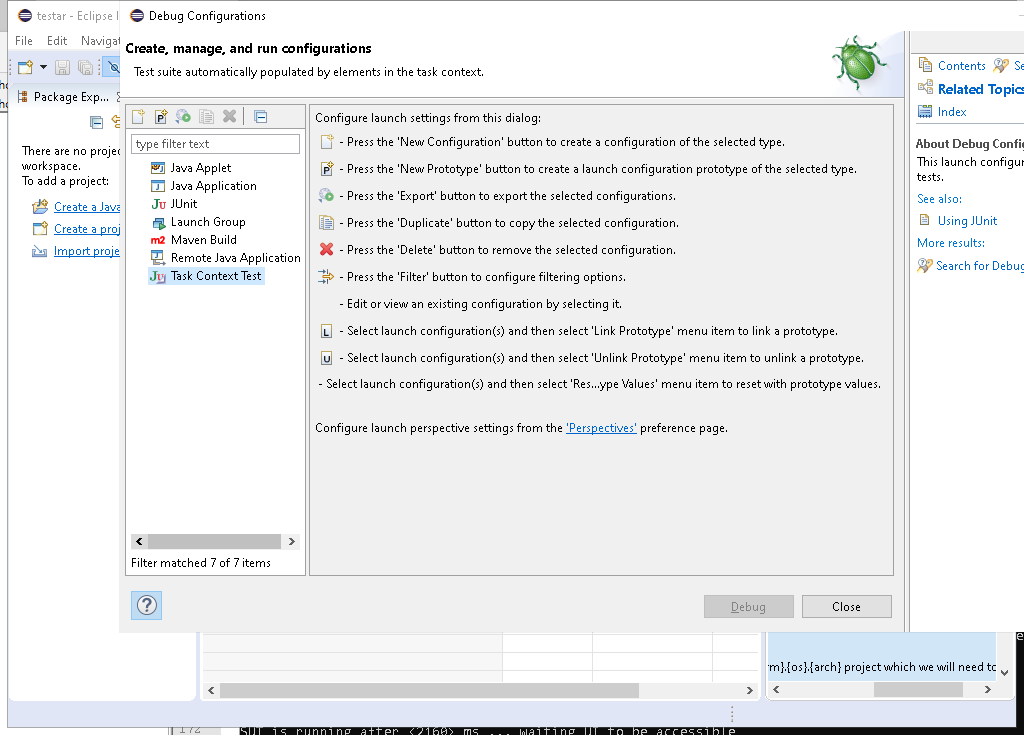 testar - Eclipse I
Debug Configurations
File Edit Navigat
Create, manage, and run configurations
Test suite automatically populated by elements in the task context.
Package Exp...
There are no projec
workspace.
To add a project:
Create a Java
Create a proj
Import proje
type filter text
Java Applet
Java Application
JUnit
Launch Group
Maven Build
Remote Java Application
Task Context Test
Filter matched 7 of 7 items
Configure launch settings from this dialog:
- Press the 'New Configuration' button to create a configuration of the selected type.
- Press the 'New Prototype' button to create a launch configuration prototype of the selected type.
- Press the 'Export' button to export the selected configurations.
- Press the 'Duplicate' button to copy the selected configuration.
- Press the 'Delete' button to remove the selected configuration.
- Press the 'Filter' button to configure filtering options.
- Edit or view an existing configuration by selecting it.
- Select launch configuration(s) and then select 'Link Prototype' menu item to link a prototype.
- Select launch configuration(s) and then select 'Unlink Prototype' menu item to unlink a prototype.
- Select launch configuration(s) and then select 'Res...ype Values' menu item to reset with prototype values.
Configure launch perspective settings from the 'Perspectives' preference page.
Debug
Close
Contents Se
Related Topics
Index
About Debug Confi
This launch configur
tests.
See also:
Using JUnit
More results:
Search for Debug
m}.{os}.{arch} project which we will need to
172
SUT is running after <2160> ms ... waiting UI to be accessible